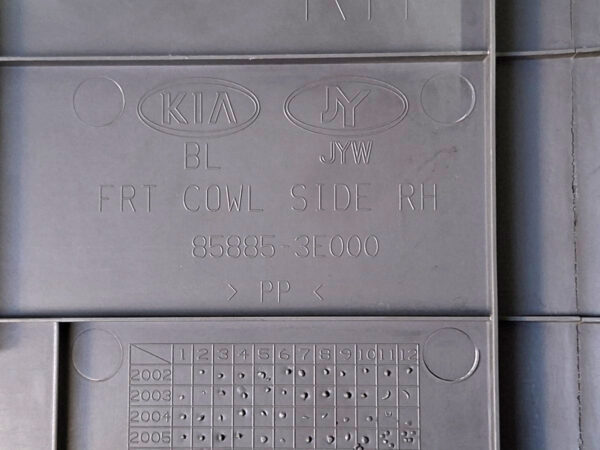 KIA JY
BL JYW
FRT COWL SIDE RH
85885-3E000
> PP <
1 2 3 4 5 6 7 8 9 10 11 12
2002
2003
2004
2005